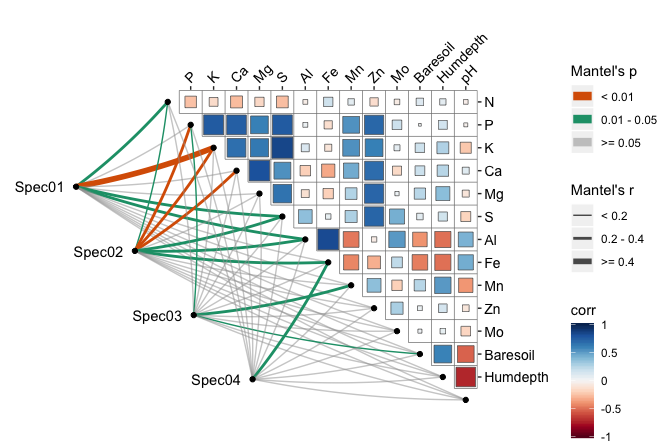 P K Ca Mg S Al Fe Mn Zn Mo Baresoil Humdepth pH
N
P
K
Ca
Mg
S
Al
Fe
Mn
Zn
Mo
Baresoil
Humdepth
Spec01
Spec02
Spec03
Spec04
Mantel's p
< 0.01
0.01 - 0.05
>= 0.05
Mantel's r
< 0.2
0.2 - 0.4
>= 0.4
corr
1
0.5
0
-0.5
-1